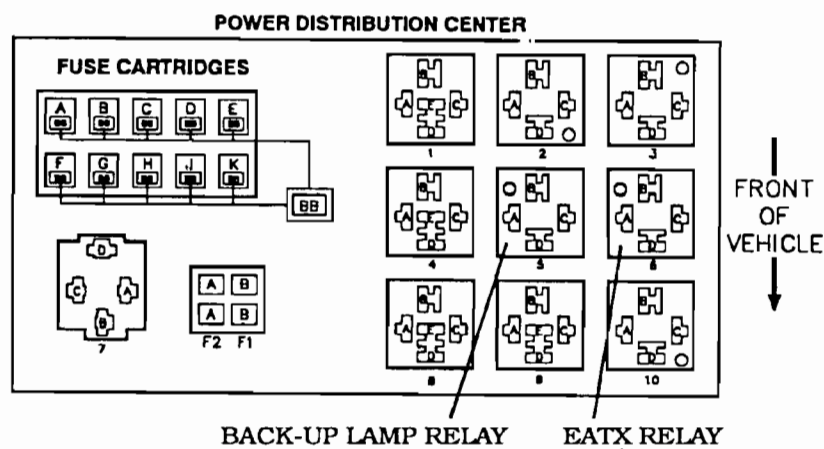 POWER DISTRIBUTION CENTER
FUSE CARTRIDGES
A B C D E
F G H J K
BB
B A E C D
1
B A C D
2
B A C D
3
B A E C D
4
B A C D
5
B A C D
6
D C A B
7
A B
A B
F2 F1
B A E C D
8
B A E C D
9
B A C D
10
FRONT
OF
VEHICLE
BACK-UP LAMP RELAY
EATX RELAY